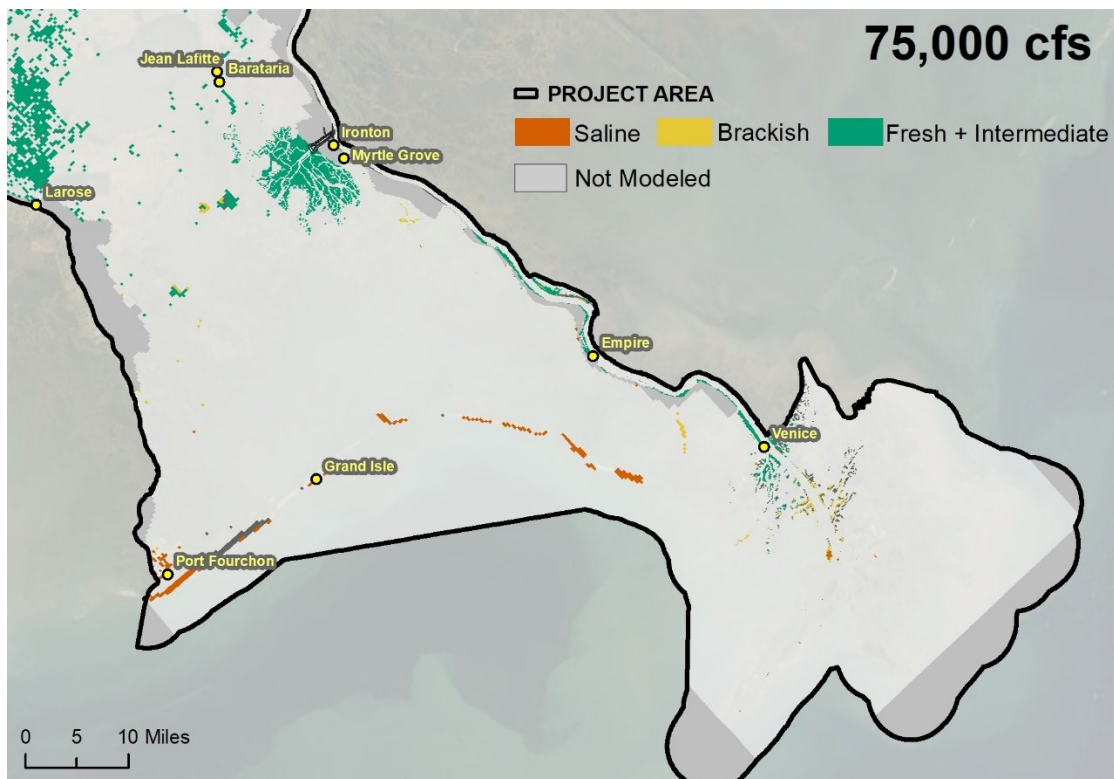 75,000 cfs
PROJECT AREA
Saline Brackish Fresh + Intermediate
Not Modeled
Jean Lafitte
Barataria
Ironton
Myrtle Grove
Larose
Empire
Venice
Grand Isle
Port Fourchon
0 5 10 Miles